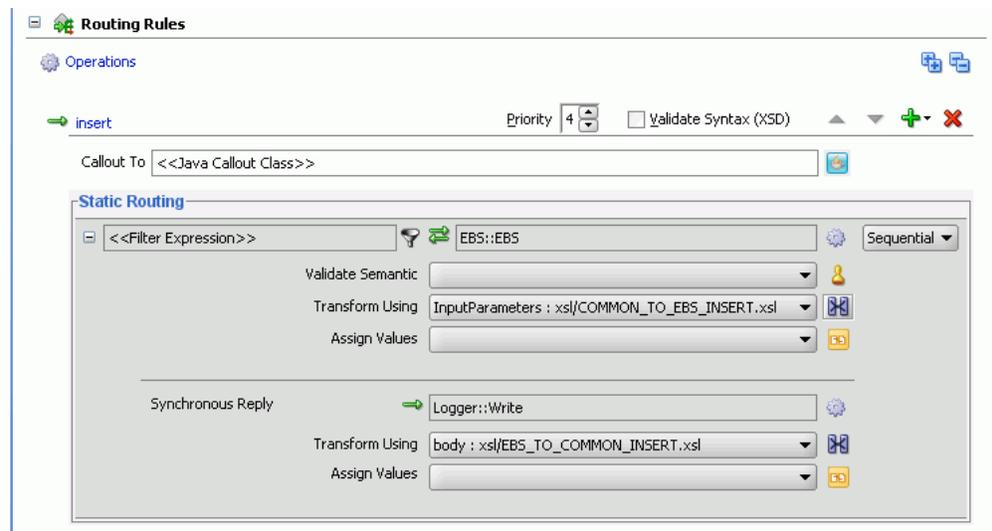 Routing Rules
Operations
insert Priority 4 Validate Syntax (XSD)
Callout To <<Java Callout Class>>
Static Routing
<<Filter Expression>> EBS::EBS Sequential
Validate Semantic
Transform Using InputParameters : xsl/COMMON_TO_EBS_INSERT.xsl
Assign Values
Synchronous Reply Logger::Write
Transform Using body : xsl/EBS_TO_COMMON_INSERT.xsl
Assign Values